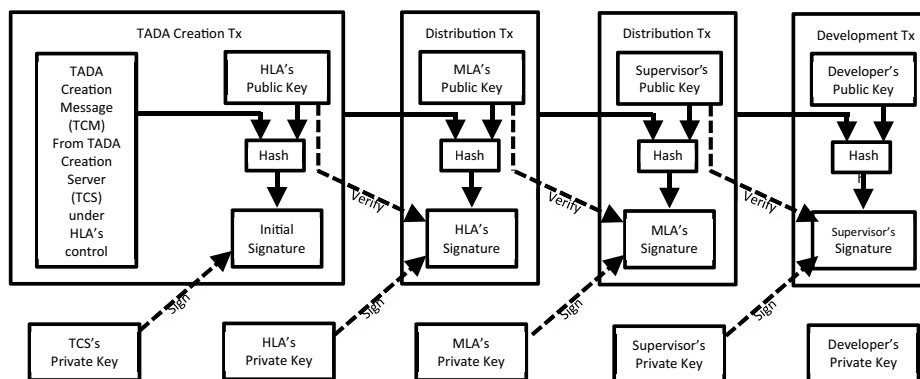 TADA Creation Tx
TADA
Creation
Message
(TCM)
From TADA
Creation
Server
(TCS)
under
HLA's
control
HLA's
Public Key
Hash
Initial
Signature
Distribution Tx
MLA's
Public Key
Hash
Verify
HLA's
Signature
Distribution Tx
Supervisor's
Public Key
Hash
Verify
MLA's
Signature
Development Tx
Developer's
Public Key
Hash
h
Verify
Supervisor's
Signature
Sign
Sign
Sign
Sign
TCS's
Private Key
HLA's
Private Key
MLA's
Private Key
Supervisor's
Private Key
Developer's
Private Key